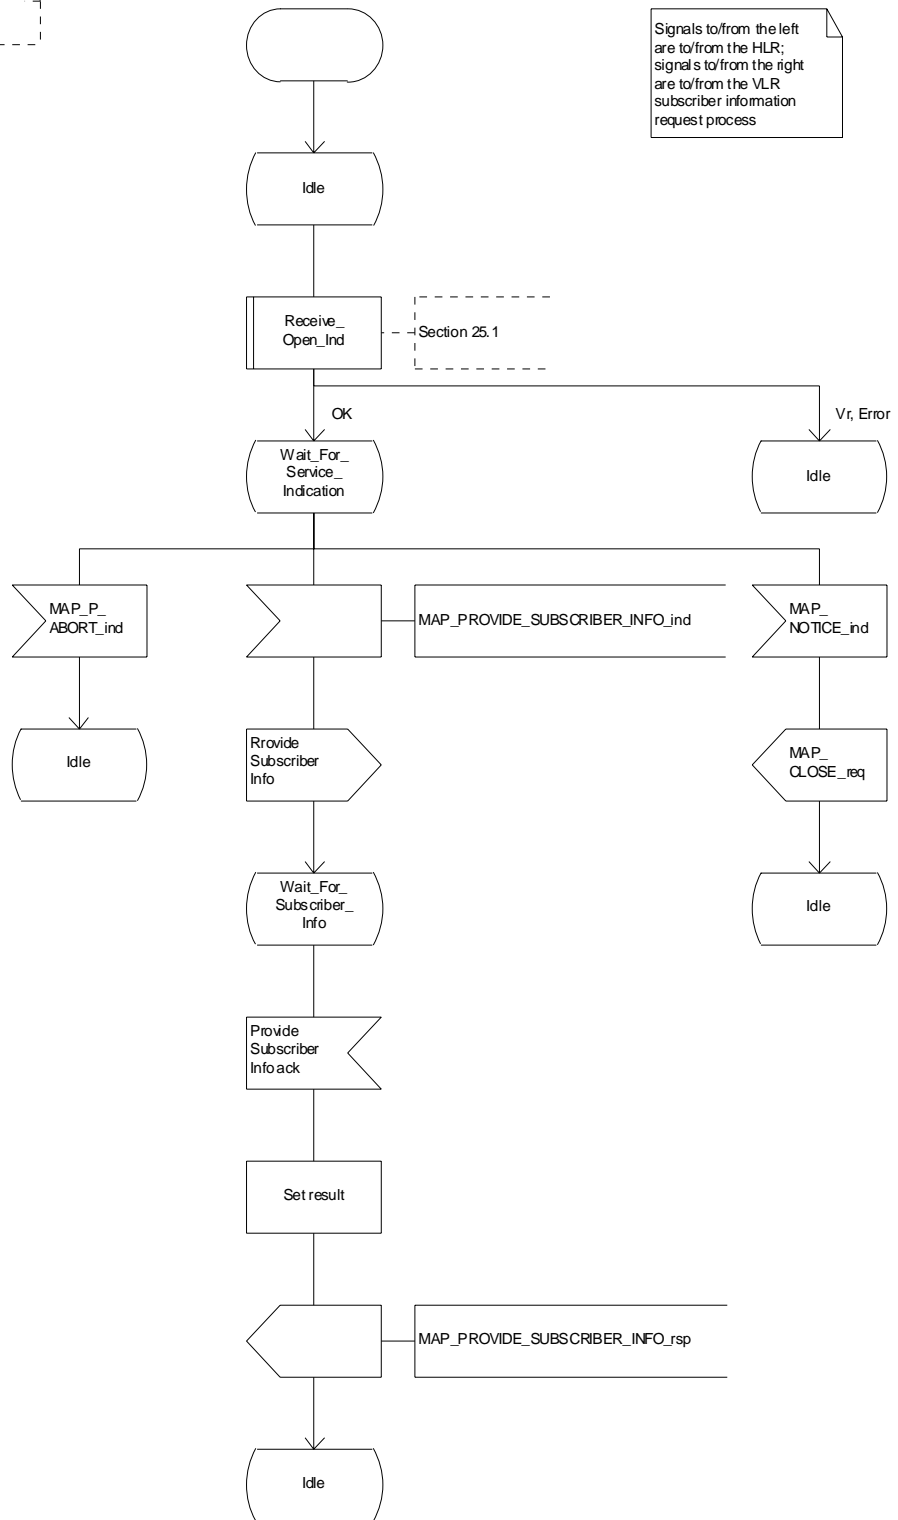 Signals to/from the left
are to/from the HLR;
signals to/from the right
are to/from the VLR
subscriber information
request process
Idle
Receive_
Open_Ind
Section 25.1
OK
Vr, Error
Wait_For_
Service_
Indication
Idle
MAP_P_
ABORT_ind
MAP_PROVIDE_SUBSCRIBER_INFO_ind
MAP_
NOTICE_ind
Idle
Rrovide
Subscriber
Info
MAP_
CLOSE_req
Wait_For_
Subscriber_
Info
Idle
Provide
Subscriber
Info ack
Set result
MAP_PROVIDE_SUBSCRIBER_INFO_rsp
Idle